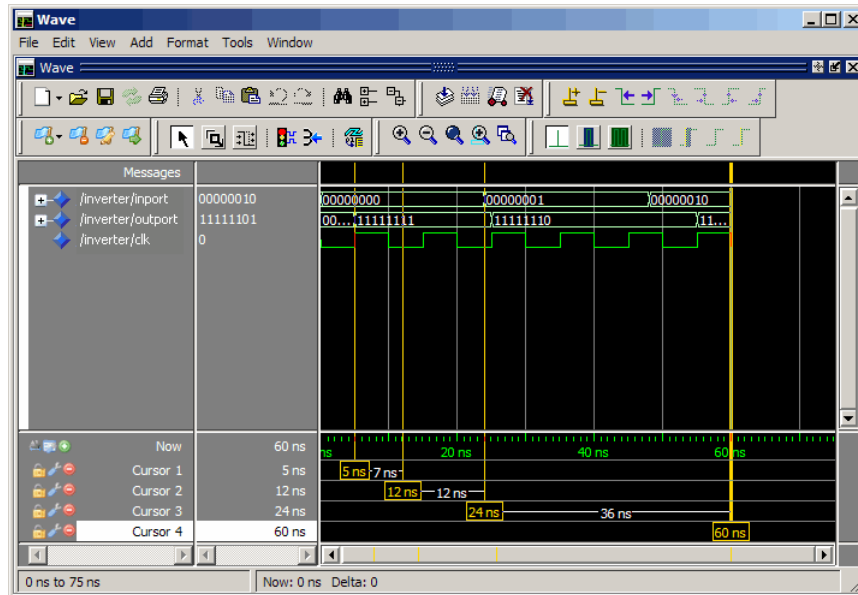 Wave
File Edit View Add Format Tools Window
Wave
Messages
/inverter/inport 00000010 00000000 00000001 00000010
/inverter/outport 11111101 00... 11111111 11111110 11...
/inverter/clk 0
Now 60 ns ns 20 ns 40 ns 60 ns
Cursor 1 5 ns 5 ns 7 ns
Cursor 2 12 ns 12 ns 12 ns
Cursor 3 24 ns 24 ns 36 ns
Cursor 4 60 ns 60 ns
0 ns to 75 ns Now: 0 ns Delta: 0